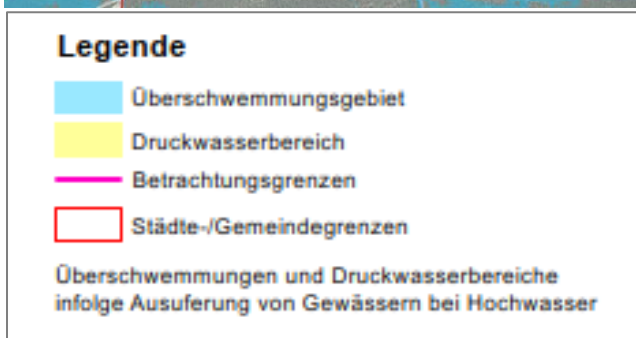 Legende
Überschwemmungsgebiet
Druckwasserbereich
Betrachtungsgrenzen
Städte-/Gemeindegrenzen
Überschwemmungen und Druckwasserbereiche
infolge Ausuferung von Gewässern bei Hochwasser